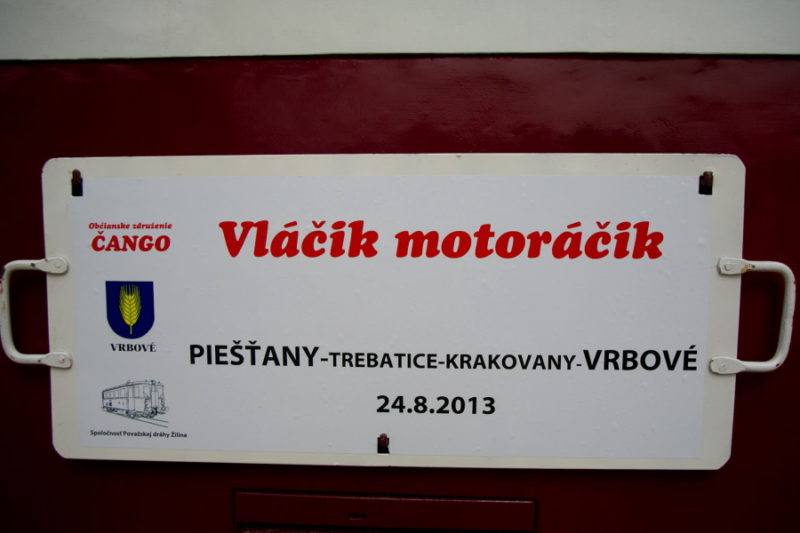 Občianske združenie
ČANGO
Vláčik motoráčik
VRBOVÉ
PIEŠŤANY-TREBATICE-KRAKOVANY-VRBOVÉ
24.8.2013
Spoločnosť Považskej dráhy Žilina